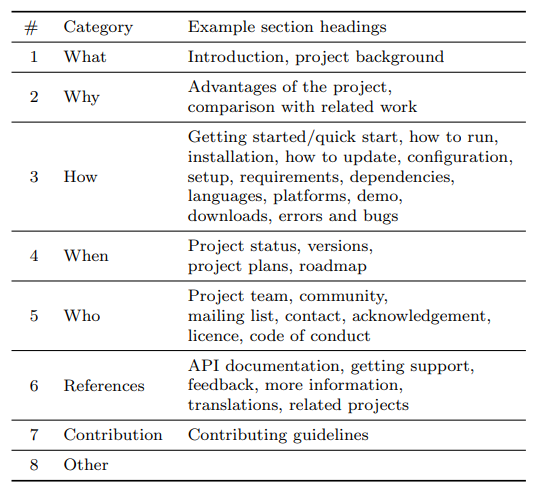 # Category Example section headings
1 What Introduction, project background
2 Why Advantages of the project,
comparison with related work
3 How Getting started/quick start, how to run,
installation, how to update, configuration,
setup, requirements, dependencies,
languages, platforms, demo,
downloads, errors and bugs
4 When Project status, versions,
project plans, roadmap
5 Who Project team, community,
mailing list, contact, acknowledgement,
licence, code of conduct
6 References API documentation, getting support,
feedback, more information,
translations, related projects
7 Contribution Contributing guidelines
8 Other